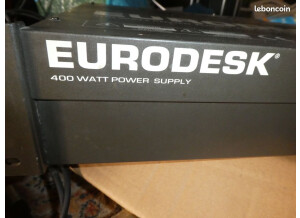 leboncoin
EURODESK®
400 WATT POWER SUPPLY